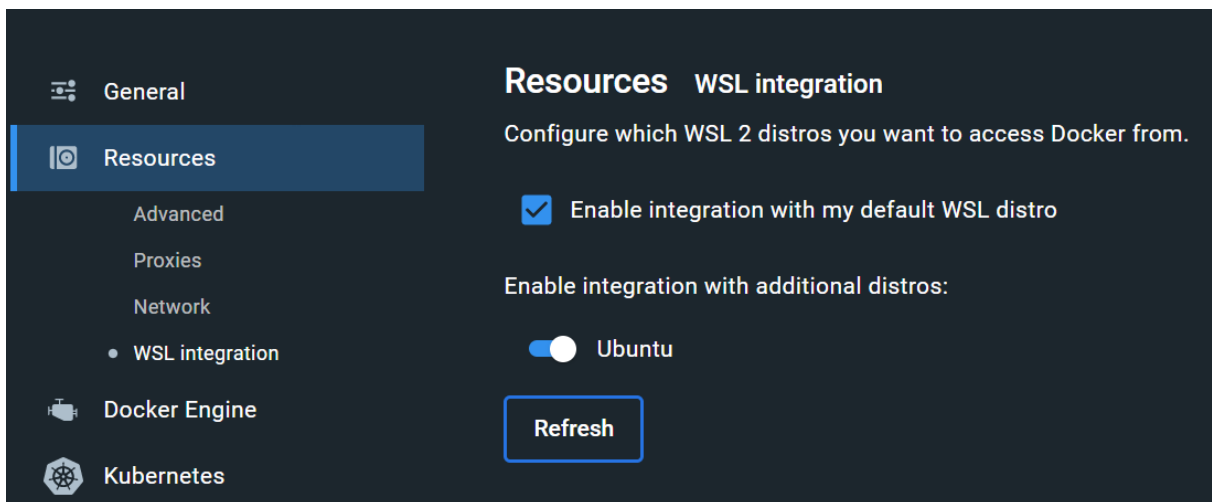 General
Resources
Advanced
Proxies
Network
WSL integration
Docker Engine
Kubernetes
Resources WSL integration
Configure which WSL 2 distros you want to access Docker from.
Enable integration with my default WSL distro
Enable integration with additional distros:
Ubuntu
Refresh